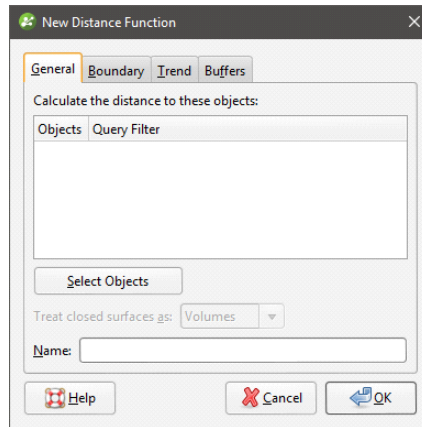 New Distance Function
General Boundary Trend Buffers
Calculate the distance to these objects:
Objects Query Filter
Select Objects
Treat closed surfaces as: Volumes
Name:
Help Cancel OK